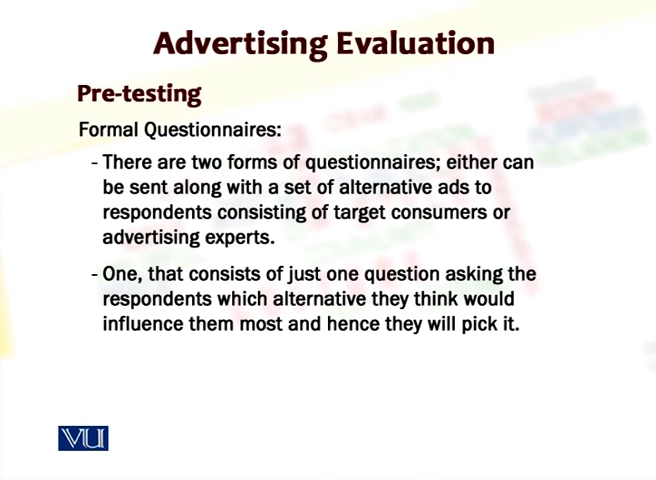 Advertising Evaluation
Pre-testing
Formal Questionnaires:
- There are two forms of questionnaires; either can
be sent along with a set of alternative ads to
respondents consisting of target consumers or
advertising experts.
- One, that consists of just one question asking the
respondents which alternative they think would
influence them most and hence they will pick it.
VU